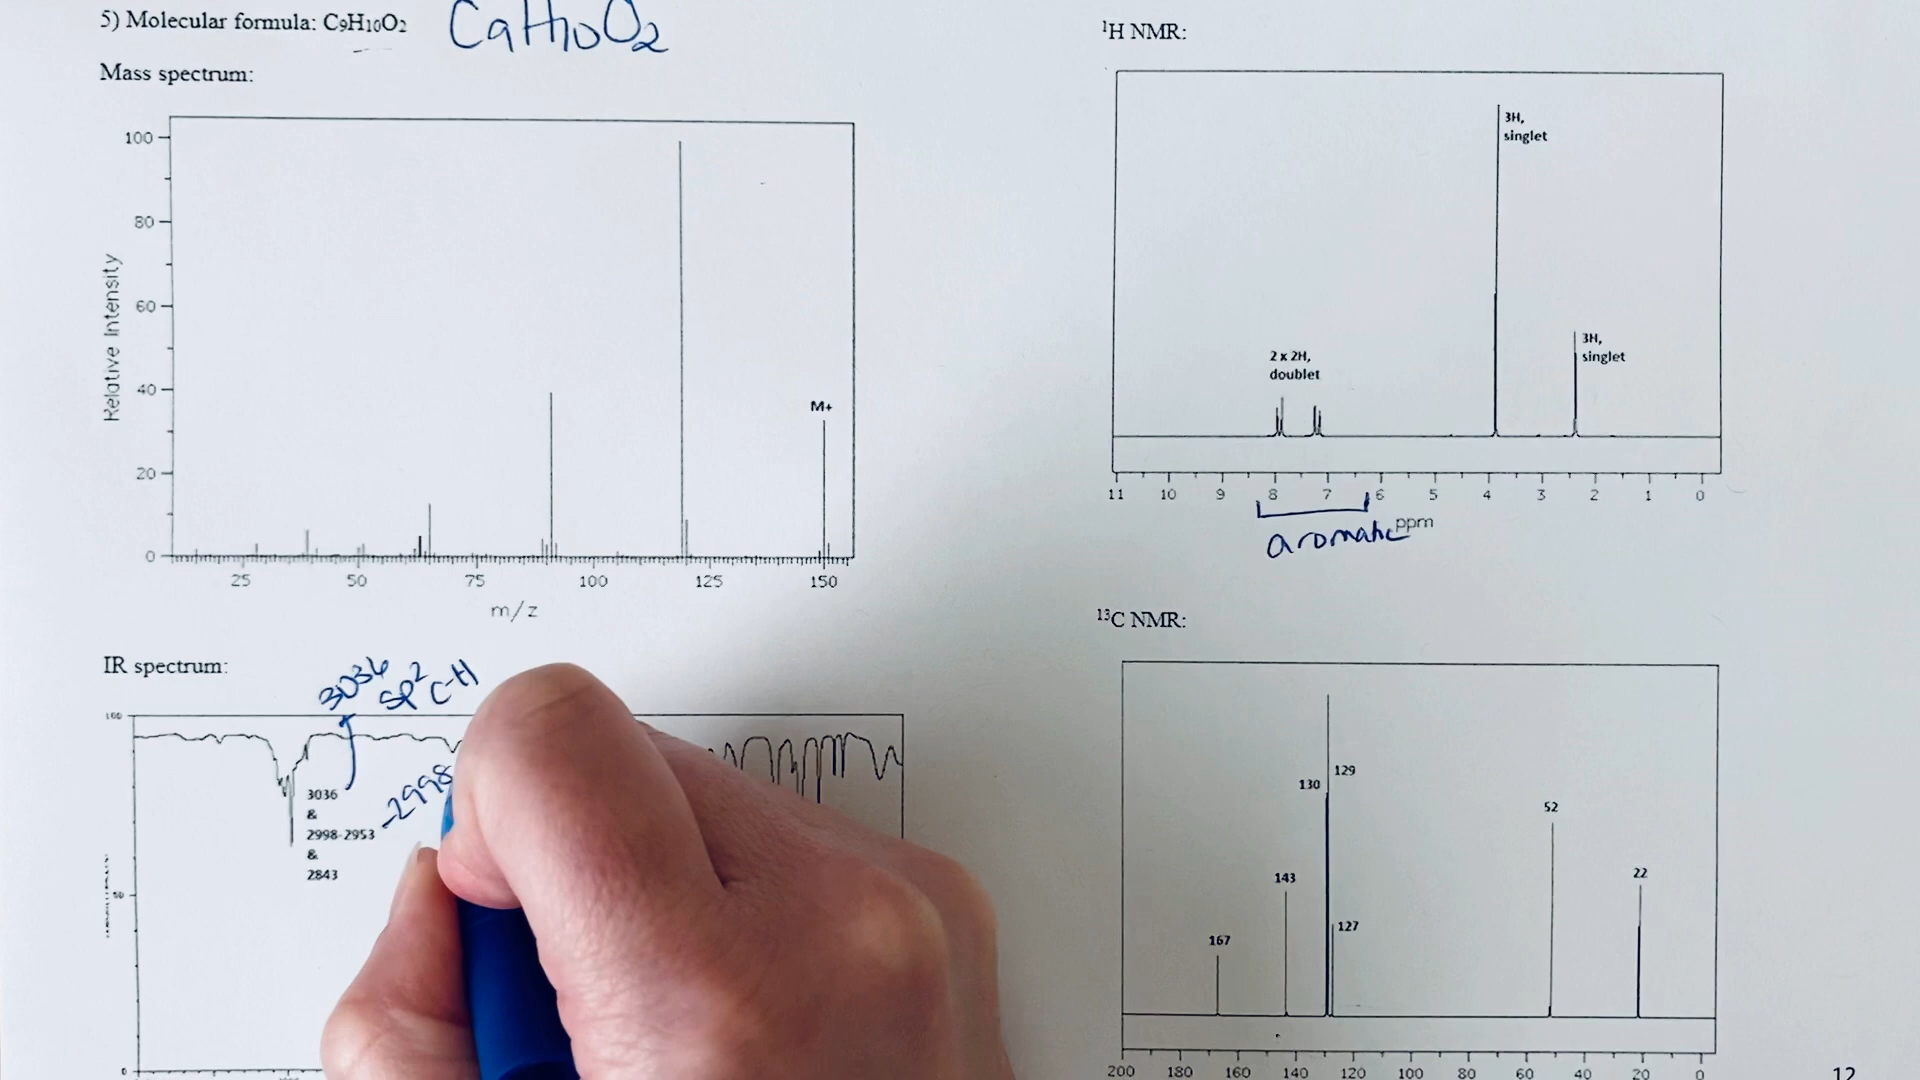 5) Molecular formula: C9H10O2
C9H10O2
Mass spectrum:
100
80
60
40
20
0
Relative Intensity
M+
25 50 75 100 125 150
m/z
IR spectrum:
3036
sp2 C-H
100
3036
&
2998-2953
&
2843
-2998
50
0
1H NMR:
3H,
singlet
3H,
singlet
2 x 2H,
doublet
11 10 9 8 7 6 5 4 3 2 1 0
ppm
aromatic
13C NMR:
129
130
52
143
22
127
167
200 180 160 140 120 100 80 60 40 20 0
12